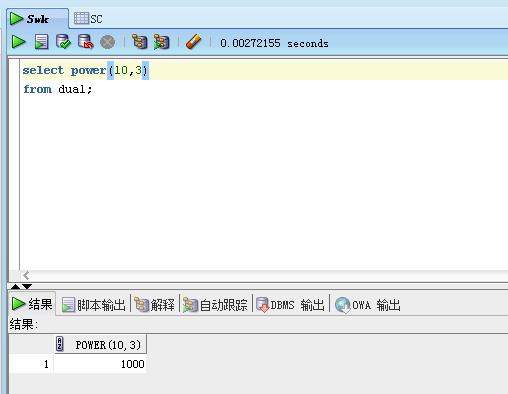 Swk SC
0.00272155 seconds
select power(10,3)
from dual;
结果 脚本输出 解释 自动跟踪 DBMS 输出 OWA 输出
结果:
POWER(10,3)
1 1000